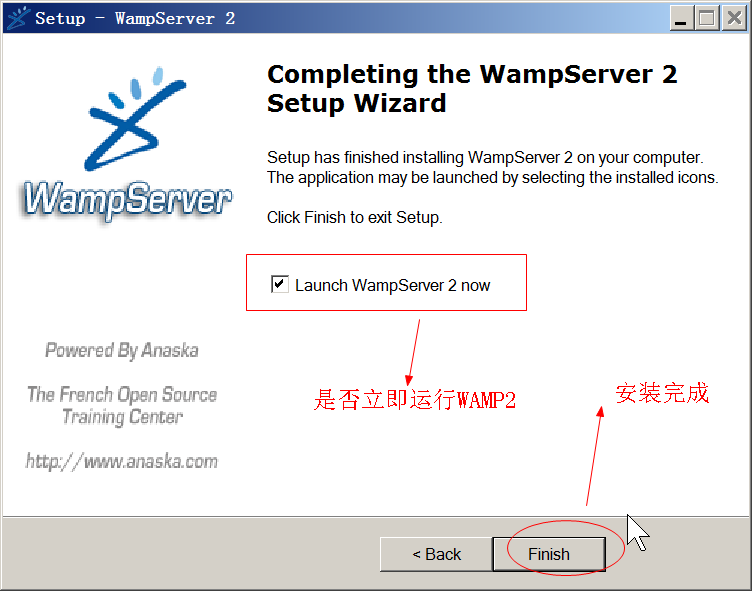 Setup - WampServer 2
Completing the WampServer 2
Setup Wizard
Setup has finished installing WampServer 2 on your computer.
The application may be launched by selecting the installed icons.
Click Finish to exit Setup.
WampServer
Launch WampServer 2 now
是否立即运行WAMP2
安装完成
Powered By Anaska
The French Open Source
Training Center
http://www.anaska.com
< Back
Finish